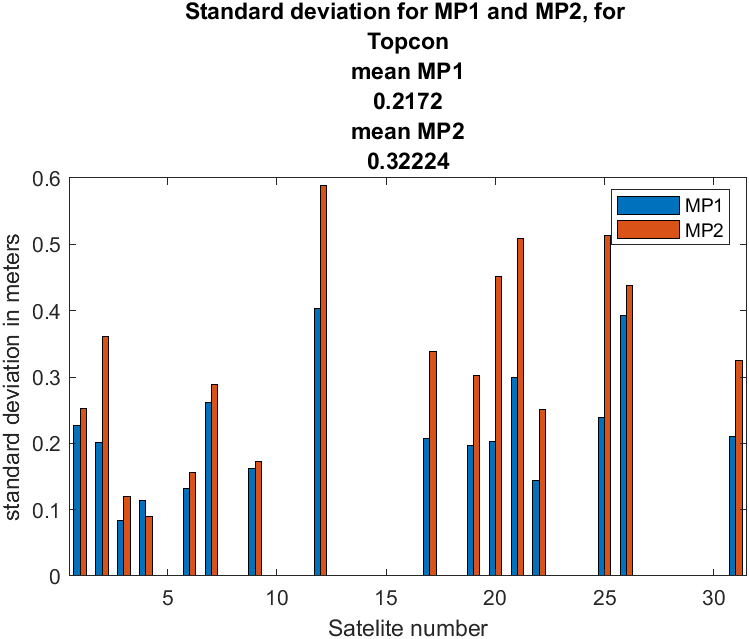 Standard deviation for MP1 and MP2, for
Topcon
mean MP1
0.2172
mean MP2
0.32224
0.6
0.5
0.4
0.3
0.2
0.1
0
standard deviation in meters
MP1
MP2
5 10 15 20 25 30
Satelite number